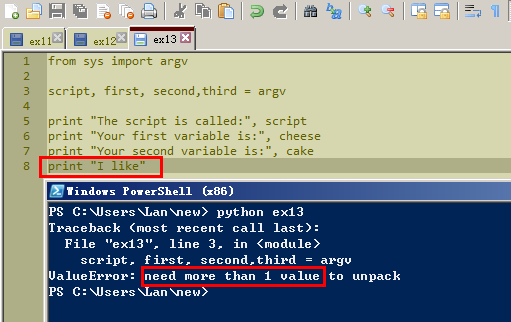 ex11 ex12 ex13
1 from sys import argv
2
3 script, first, second,third = argv
4
5 print "The script is called:", script
6 print "Your first variable is:", cheese
7 print "Your second variable is:", cake
8 print "I like"
Windows PowerShell (x86)
PS C:\Users\Lan\new> python ex13
Traceback (most recent call last):
  File "ex13", line 3, in <module>
    script, first, second,third = argv
ValueError: need more than 1 value to unpack
PS C:\Users\Lan\new>